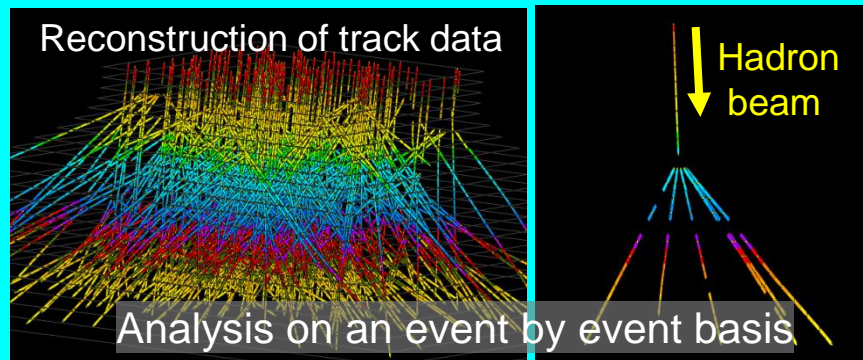 Reconstruction of track data
Hadron
beam
Analysis on an event by event basis